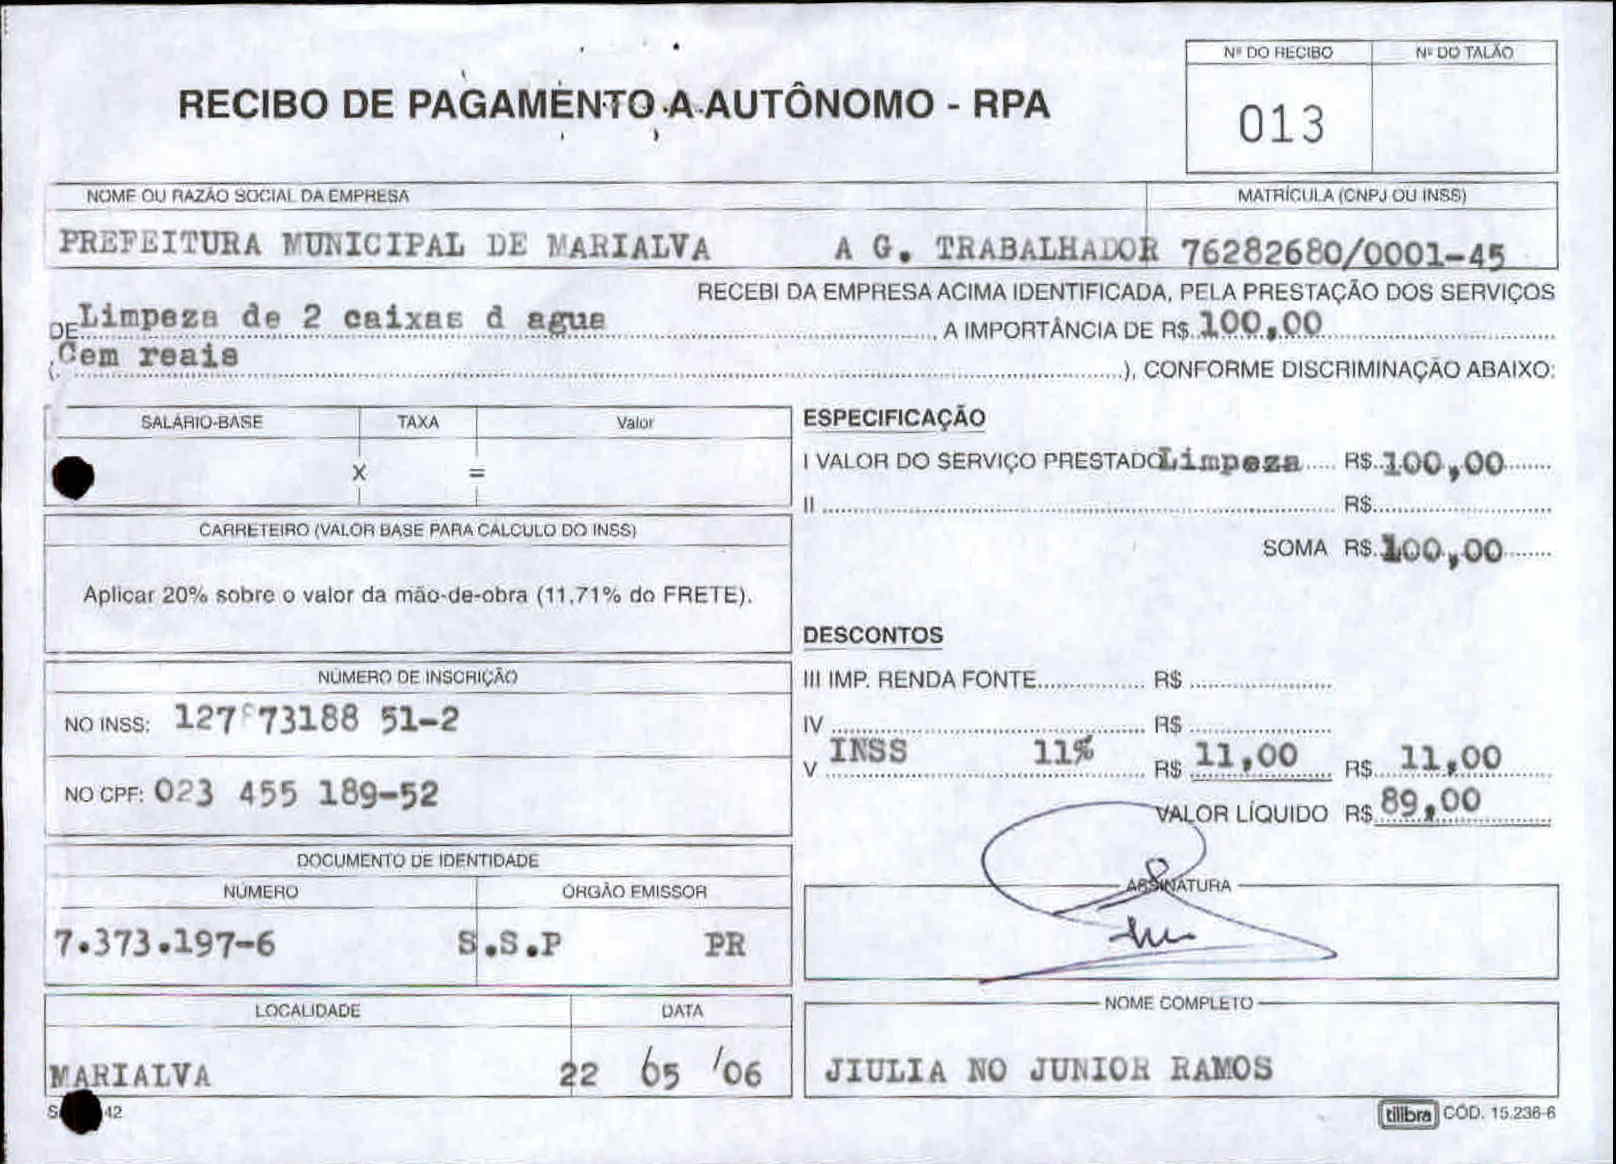 Nº DO RECIBO Nº DO TALÃO
RECIBO DE PAGAMENTO A AUTÔNOMO - RPA
013
NOME OU RAZÃO SOCIAL DA EMPRESA MATRÍCULA (CNPJ OU INSS)
PREFEITURA MUNICIPAL DE MARIALVA A G. TRABALHADOR 76282680/0001-45
RECEBI DA EMPRESA ACIMA IDENTIFICADA, PELA PRESTAÇÃO DOS SERVIÇOS
DE Limpeza de 2 caixas d agua, A IMPORTÂNCIA DE R$ 100,00
(Cem reais), CONFORME DISCRIMINAÇÃO ABAIXO:
SALÁRIO-BASE TAXA Valor
X =
CARRETEIRO (VALOR BASE PARA CÁLCULO DO INSS)
Aplicar 20% sobre o valor da mão-de-obra (11,71% do FRETE).
NÚMERO DE INSCRIÇÃO
NO INSS: 127 73188 51-2
NO CPF: 023 455 189-52
DOCUMENTO DE IDENTIDADE
NÚMERO ÓRGÃO EMISSOR
7.373.197-6 S.S.P PR
LOCALIDADE DATA
MARIALVA 22 05 '06
42
ESPECIFICAÇÃO
I VALOR DO SERVIÇO PRESTADO Limpeza R$ 100,00
II R$
SOMA R$ 100,00
DESCONTOS
III IMP. RENDA FONTE R$
IV R$
V INSS 11% R$ 11,00 R$ 11,00
VALOR LÍQUIDO R$ 89,00
ASSINATURA
NOME COMPLETO
JIULIA NO JUNIOR RAMOS
tilibra CÓD. 15.236-6